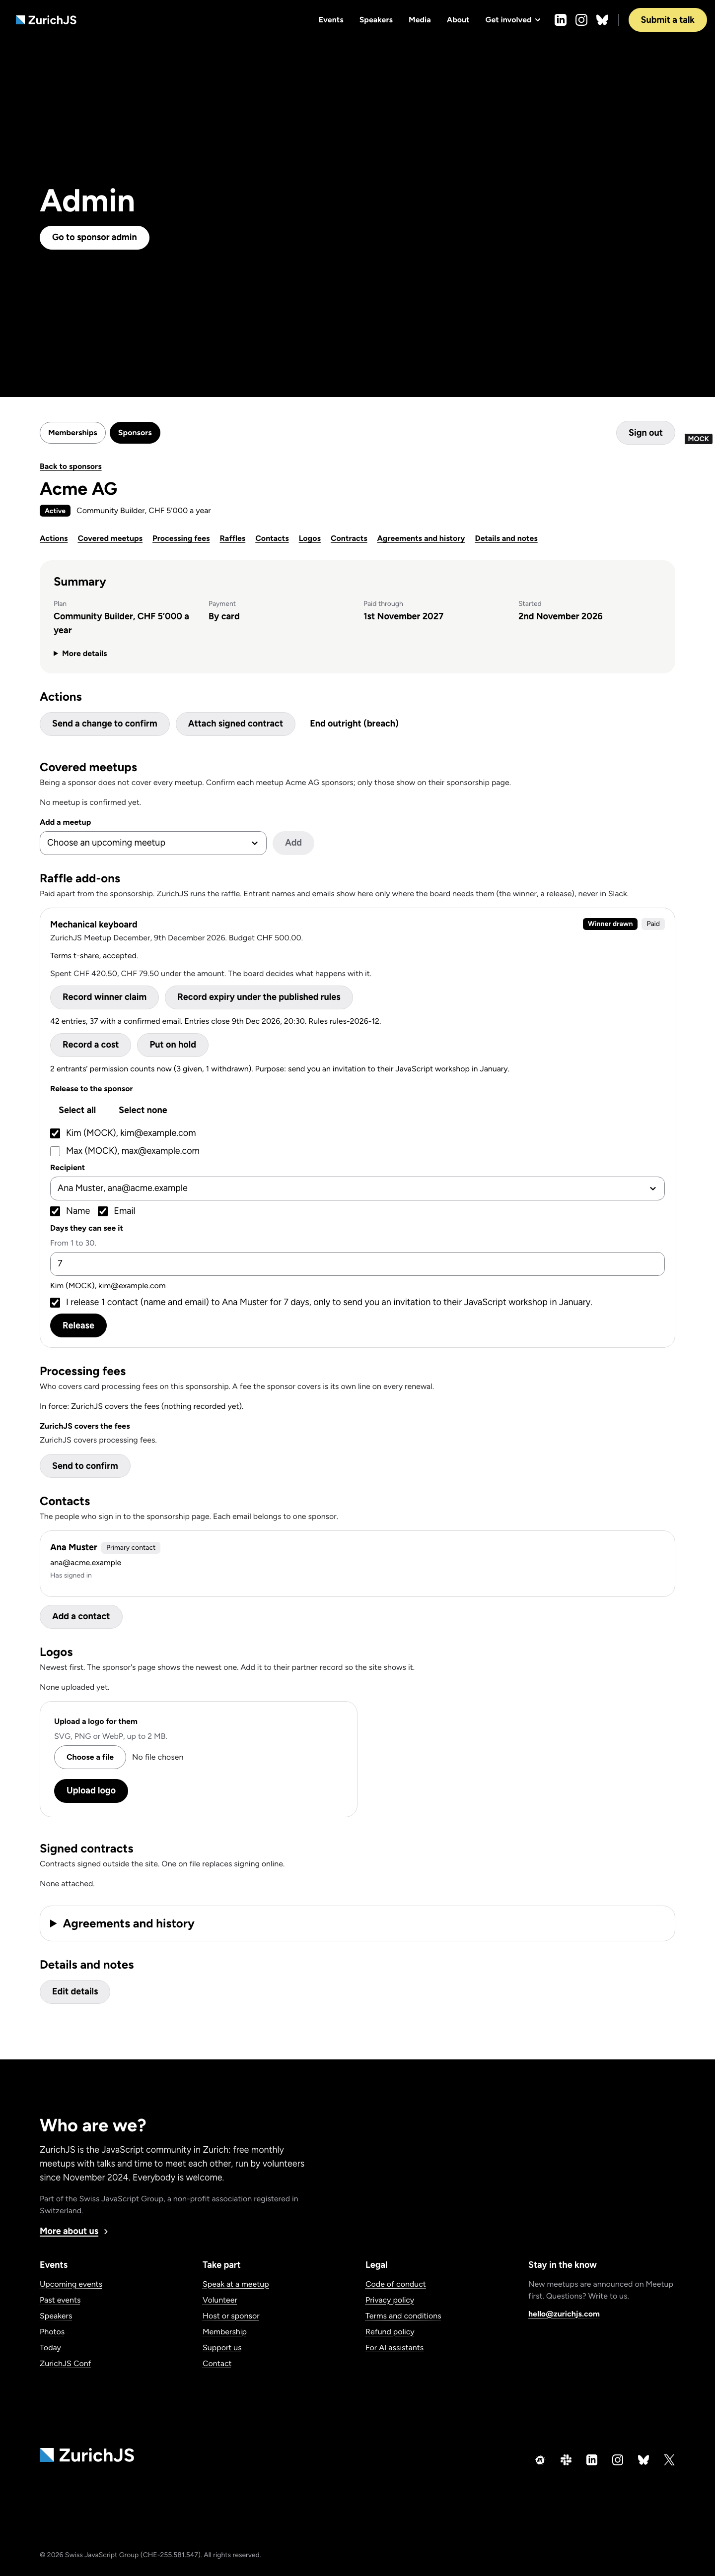 ZurichJS
Events
Speakers
Media
About
Get involved
Submit a talk
Admin
Go to sponsor admin
Memberships
Sponsors
Sign out
MOCK
Back to sponsors
Acme AG
Active
Community Builder, CHF 5'000 a year
Actions
Covered meetups
Processing fees
Raffles
Contacts
Logos
Contracts
Agreements and history
Details and notes
Summary
Plan
Community Builder, CHF 5'000 a
year
Payment
By card
Paid through
1st November 2027
Started
2nd November 2026
More details
Actions
Send a change to confirm
Attach signed contract
End outright (breach)
Covered meetups
Being a sponsor does not cover every meetup. Confirm each meetup Acme AG sponsors; only those show on their sponsorship page.
No meetup is confirmed yet.
Add a meetup
Choose an upcoming meetup
Add
Raffle add-ons
Paid apart from the sponsorship. ZurichJS runs the raffle. Entrant names and emails show here only where the board needs them (the winner, a release), never in Slack.
Mechanical keyboard
Winner drawn
Paid
ZurichJS Meetup December, 9th December 2026. Budget CHF 500.00.
Terms t-share, accepted.
Spent CHF 420.50, CHF 79.50 under the amount. The board decides what happens with it.
Record winner claim
Record expiry under the published rules
42 entries, 37 with a confirmed email. Entries close 9th Dec 2026, 20:30. Rules rules-2026-12.
Record a cost
Put on hold
2 entrants' permission counts now (3 given, 1 withdrawn). Purpose: send you an invitation to their JavaScript workshop in January.
Release to the sponsor
Select all
Select none
Kim (MOCK), kim@example.com
Max (MOCK), max@example.com
Recipient
Ana Muster, ana@acme.example
Name
Email
Days they can see it
From 1 to 30.
7
Kim (MOCK), kim@example.com
I release 1 contact (name and email) to Ana Muster for 7 days, only to send you an invitation to their JavaScript workshop in January.
Release
Processing fees
Who covers card processing fees on this sponsorship. A fee the sponsor covers is its own line on every renewal.
In force: ZurichJS covers the fees (nothing recorded yet).
ZurichJS covers the fees
ZurichJS covers processing fees.
Send to confirm
Contacts
The people who sign in to the sponsorship page. Each email belongs to one sponsor.
Ana Muster
Primary contact
ana@acme.example
Has signed in
Add a contact
Logos
Newest first. The sponsor's page shows the newest one. Add it to their partner record so the site shows it.
None uploaded yet.
Upload a logo for them
SVG, PNG or WebP, up to 2 MB.
Choose a file
No file chosen
Upload logo
Signed contracts
Contracts signed outside the site. One on file replaces signing online.
None attached.
Agreements and history
Details and notes
Edit details
Who are we?
ZurichJS is the JavaScript community in Zurich: free monthly
meetups with talks and time to meet each other, run by volunteers
since November 2024. Everybody is welcome.
Part of the Swiss JavaScript Group, a non-profit association registered in
Switzerland.
More about us
Events
Upcoming events
Past events
Speakers
Photos
Today
ZurichJS Conf
Take part
Speak at a meetup
Volunteer
Host or sponsor
Membership
Support us
Contact
Legal
Code of conduct
Privacy policy
Terms and conditions
Refund policy
For AI assistants
Stay in the know
New meetups are announced on Meetup
first. Questions? Write to us.
hello@zurichjs.com
ZurichJS
© 2026 Swiss JavaScript Group (CHE-255.581.547). All rights reserved.